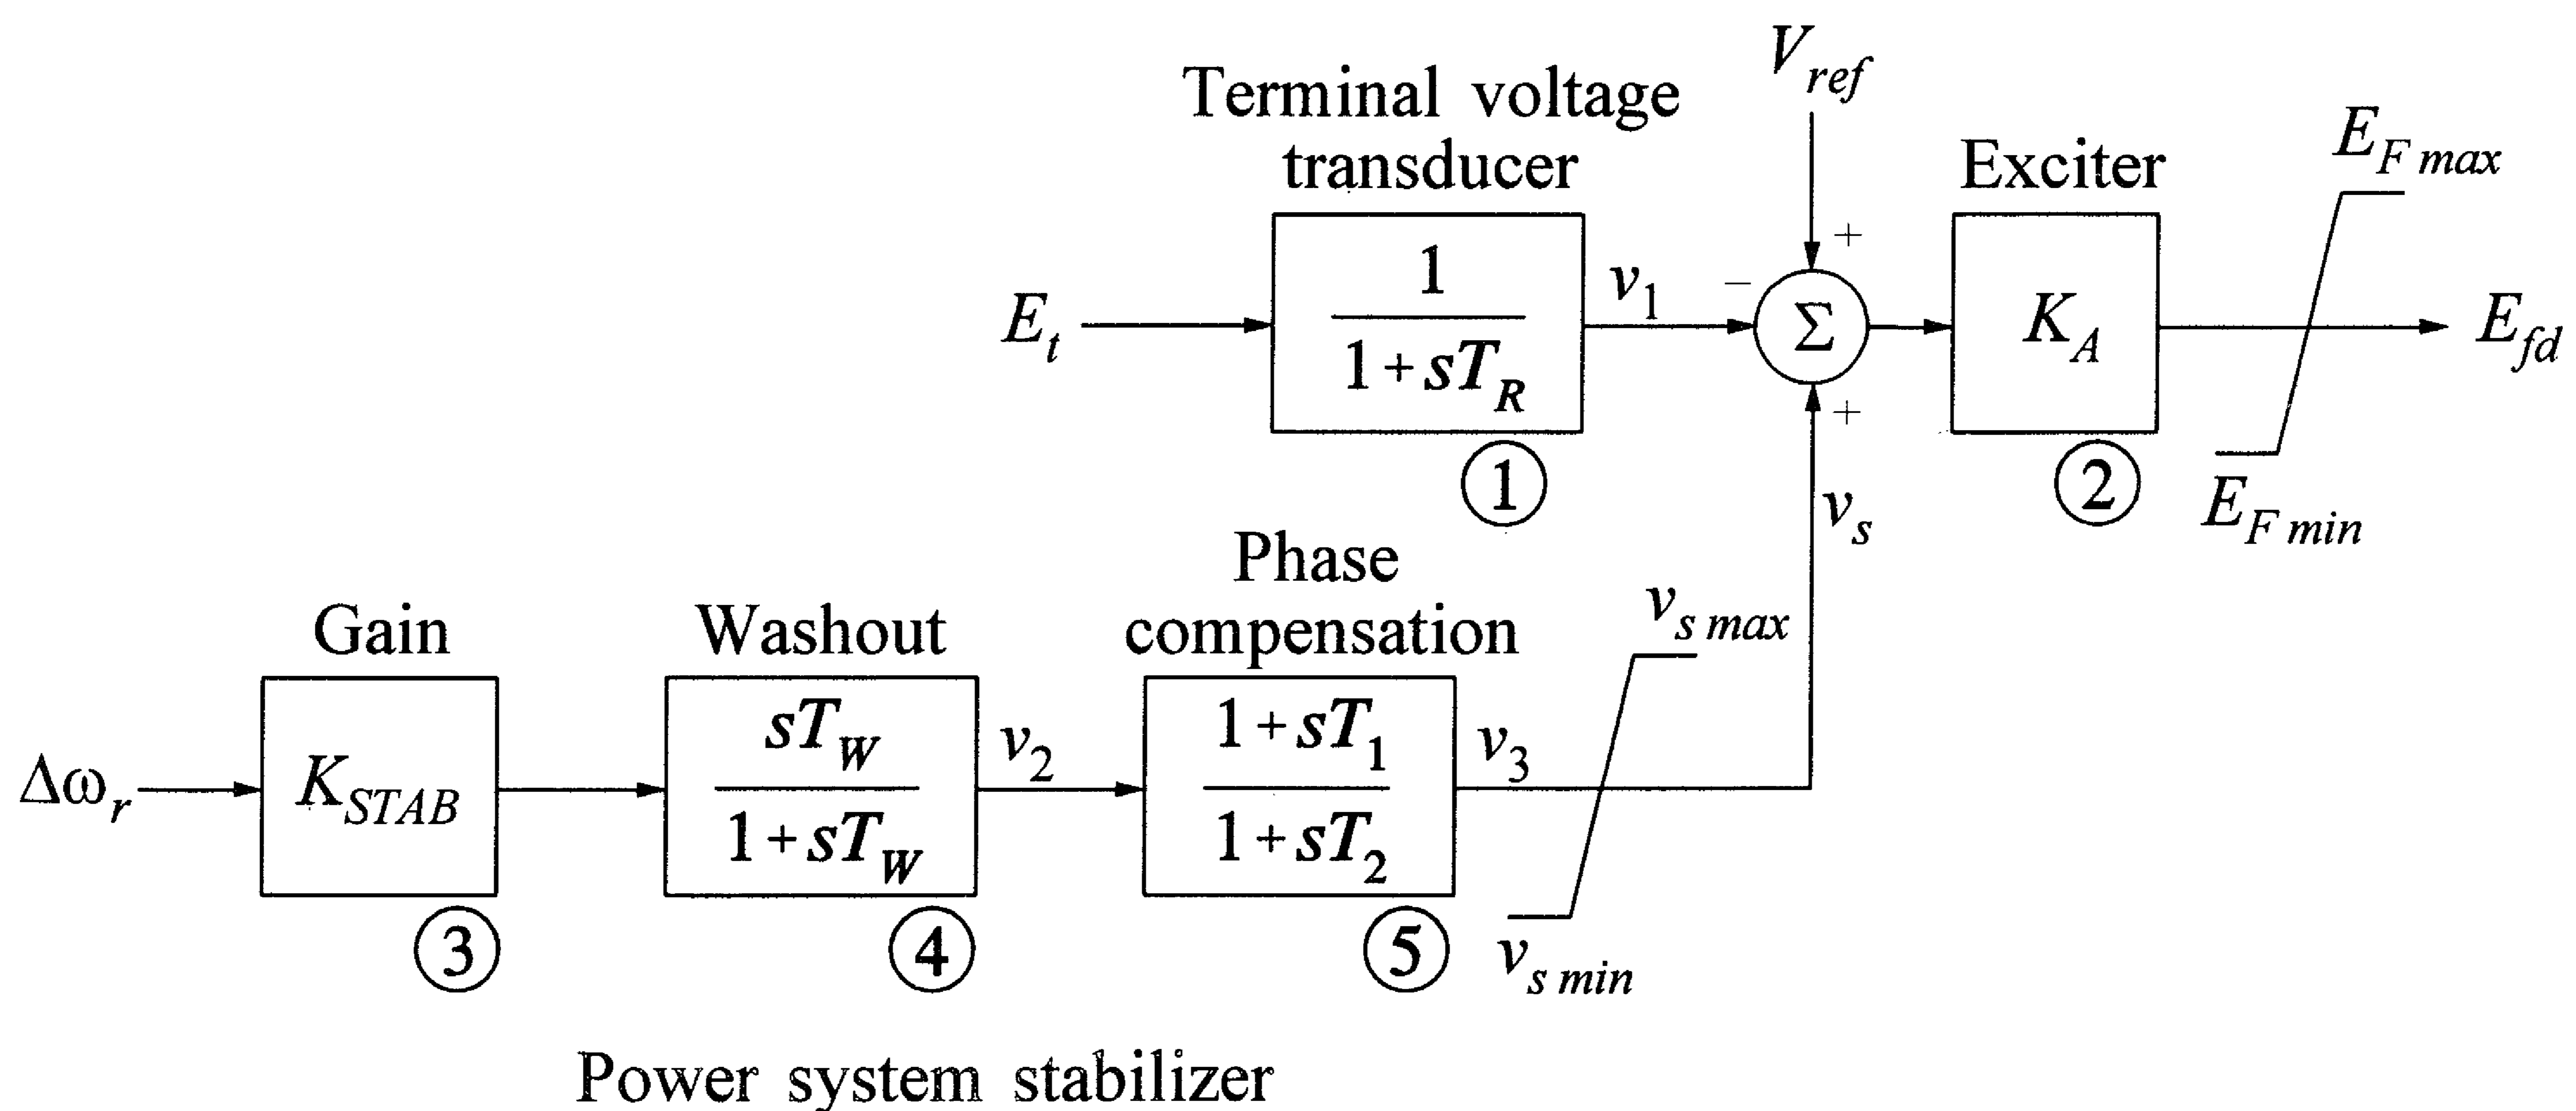 Terminal voltage
transducer
V_ref
Exciter
E_F max
E_t
1
1 + sT_R
v_1
−
+
Σ
+
K_A
E_fd
E_F min
①
②
v_s
Gain
Washout
Phase
compensation
v_s max
Δω_r
K_STAB
sT_W
1 + sT_W
v_2
1 + sT_1
1 + sT_2
v_3
v_s min
③
④
⑤
Power system stabilizer